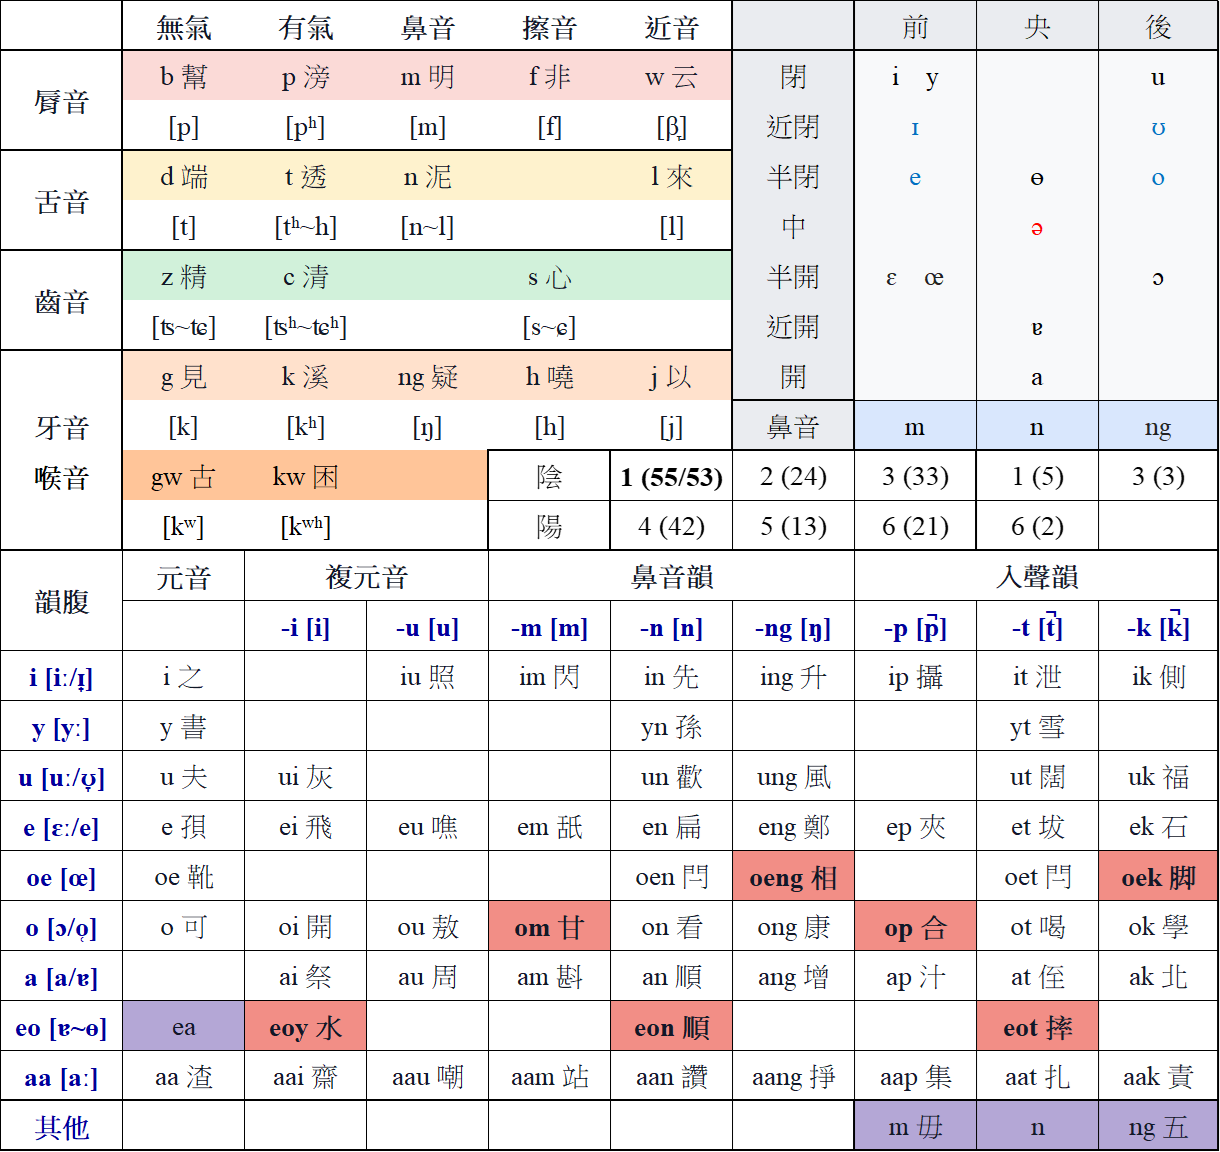 無氣 有氣 鼻音 擦音 近音 前 央 後
脣音 b 幫 p 滂 m 明 f 非 w 云 閉 i y u
[p] [pʰ] [m] [f] [β̞] 近閉 ɪ ʊ
舌音 d 端 t 透 n 泥 l 來 半閉 e ɵ o
[t] [tʰ~h] [n~l] [l] 中 ə
齒音 z 精 c 清 s 心 半開 ɛ œ ɔ
[ʦ~ʨ] [ʦʰ~ʨʰ] [s~ɕ] 近開 ɐ
牙音 喉音 g 見 k 溪 ng 疑 h 曉 j 以 開 a
[k] [kʰ] [ŋ] [h] [j] 鼻音 m n ng
gw 古 kw 困 陰 1 (55/53) 2 (24) 3 (33) 1 (5) 3 (3)
[kʷ] [kʷʰ] 陽 4 (42) 5 (13) 6 (21) 6 (2)
韻腹 元音 複元音 鼻音韻 入聲韻
-i [i] -u [u] -m [m] -n [n] -ng [ŋ] -p [p̚] -t [t̚] -k [k̚]
i [iː/ɪ̞] i 之 iu 照 im 閃 in 先 ing 升 ip 攝 it 泄 ik 側
y [yː] y 書 yn 孫 yt 雪
u [uː/ʊ̞] u 夫 ui 灰 un 歡 ung 風 ut 闊 uk 福
e [ɛː/e] e 孭 ei 飛 eu 噍 em 舐 en 扁 eng 鄭 ep 夾 et 坺 ek 石
oe [œ] oe 靴 oen 閂 oeng 相 oet 閂 oek 脚
o [ɔ/o̞] o 可 oi 開 ou 敖 om 甘 on 看 ong 康 op 合 ot 喝 ok 學
a [a/ɐ] ai 祭 au 周 am 斟 an 順 ang 增 ap 汁 at 侄 ak 北
eo [ɐ~ɵ] ea eoy 水 eon 順 eot 摔
aa [aː] aa 渣 aai 齋 aau 嘲 aam 站 aan 讚 aang 掙 aap 集 aat 扎 aak 責
其他 m 毋 n ng 五